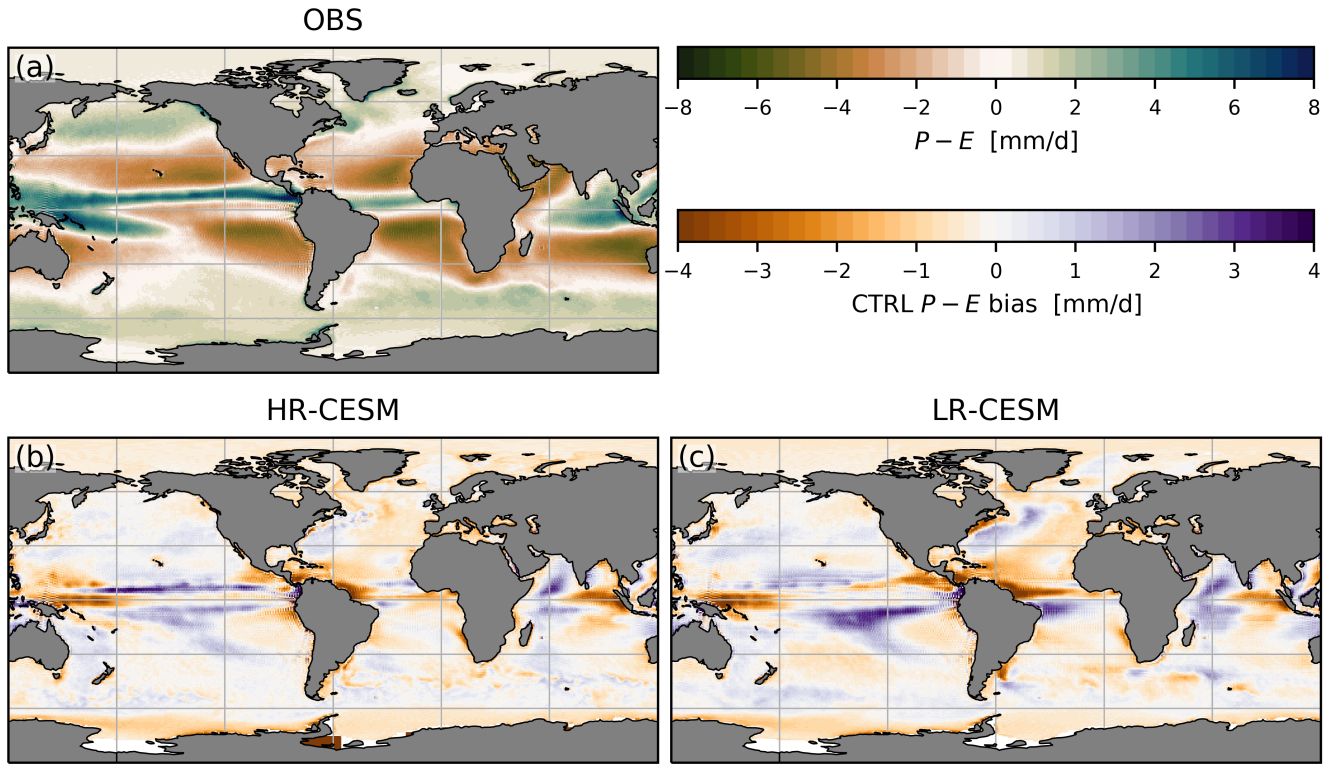 OBS
(a)
−8 −6 −4 −2 0 2 4 6 8
P − E [mm/d]
−4 −3 −2 −1 0 1 2 3 4
CTRL P − E bias [mm/d]
HR-CESM
(b)
LR-CESM
(c)